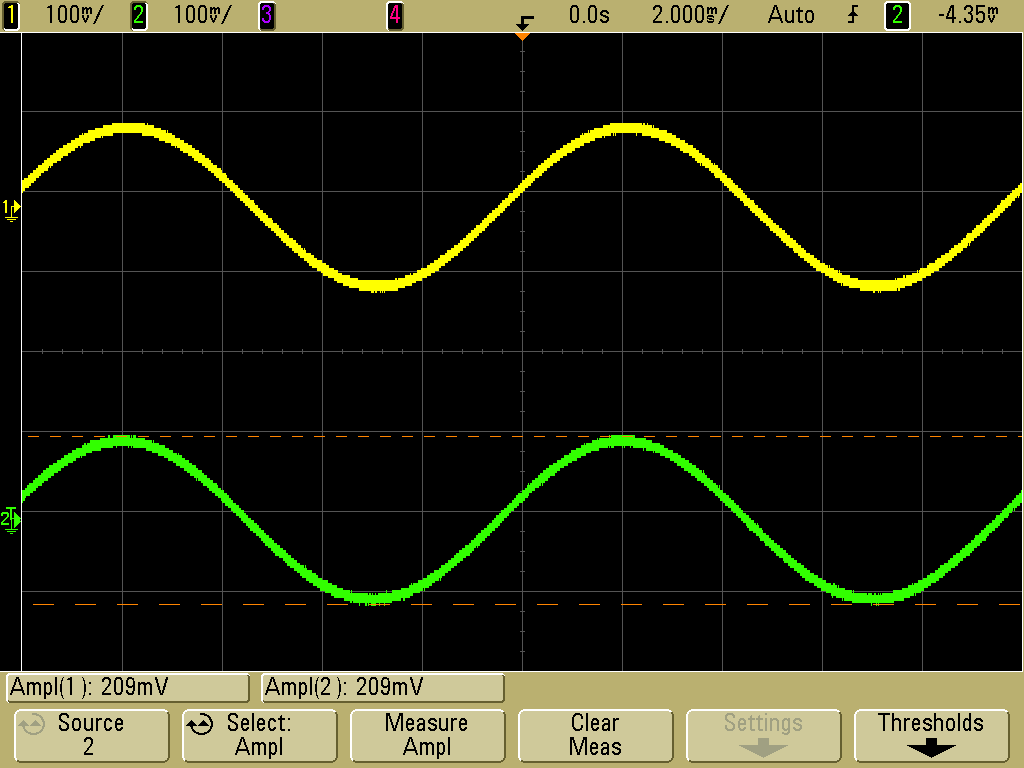 1 100mV/ 2 100mV/ 3 4 0.0s 2.000ms/ Auto 2 -4.35mV
1
2
Ampl(1): 209mV Ampl(2): 209mV
Source Select: Measure Clear Settings Thresholds
2 Ampl Ampl Meas